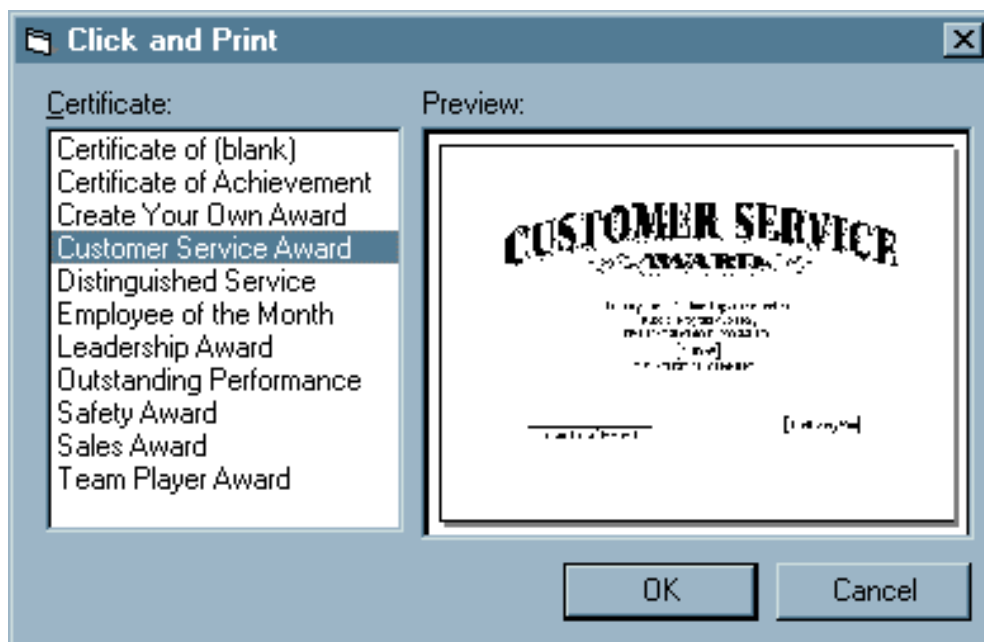 Click and Print
Certificate:
Certificate of (blank)
Certificate of Achievement
Create Your Own Award
Customer Service Award
Distinguished Service
Employee of the Month
Leadership Award
Outstanding Performance
Safety Award
Sales Award
Team Player Award
Preview:
CUSTOMER SERVICE
AWARD
OK
Cancel